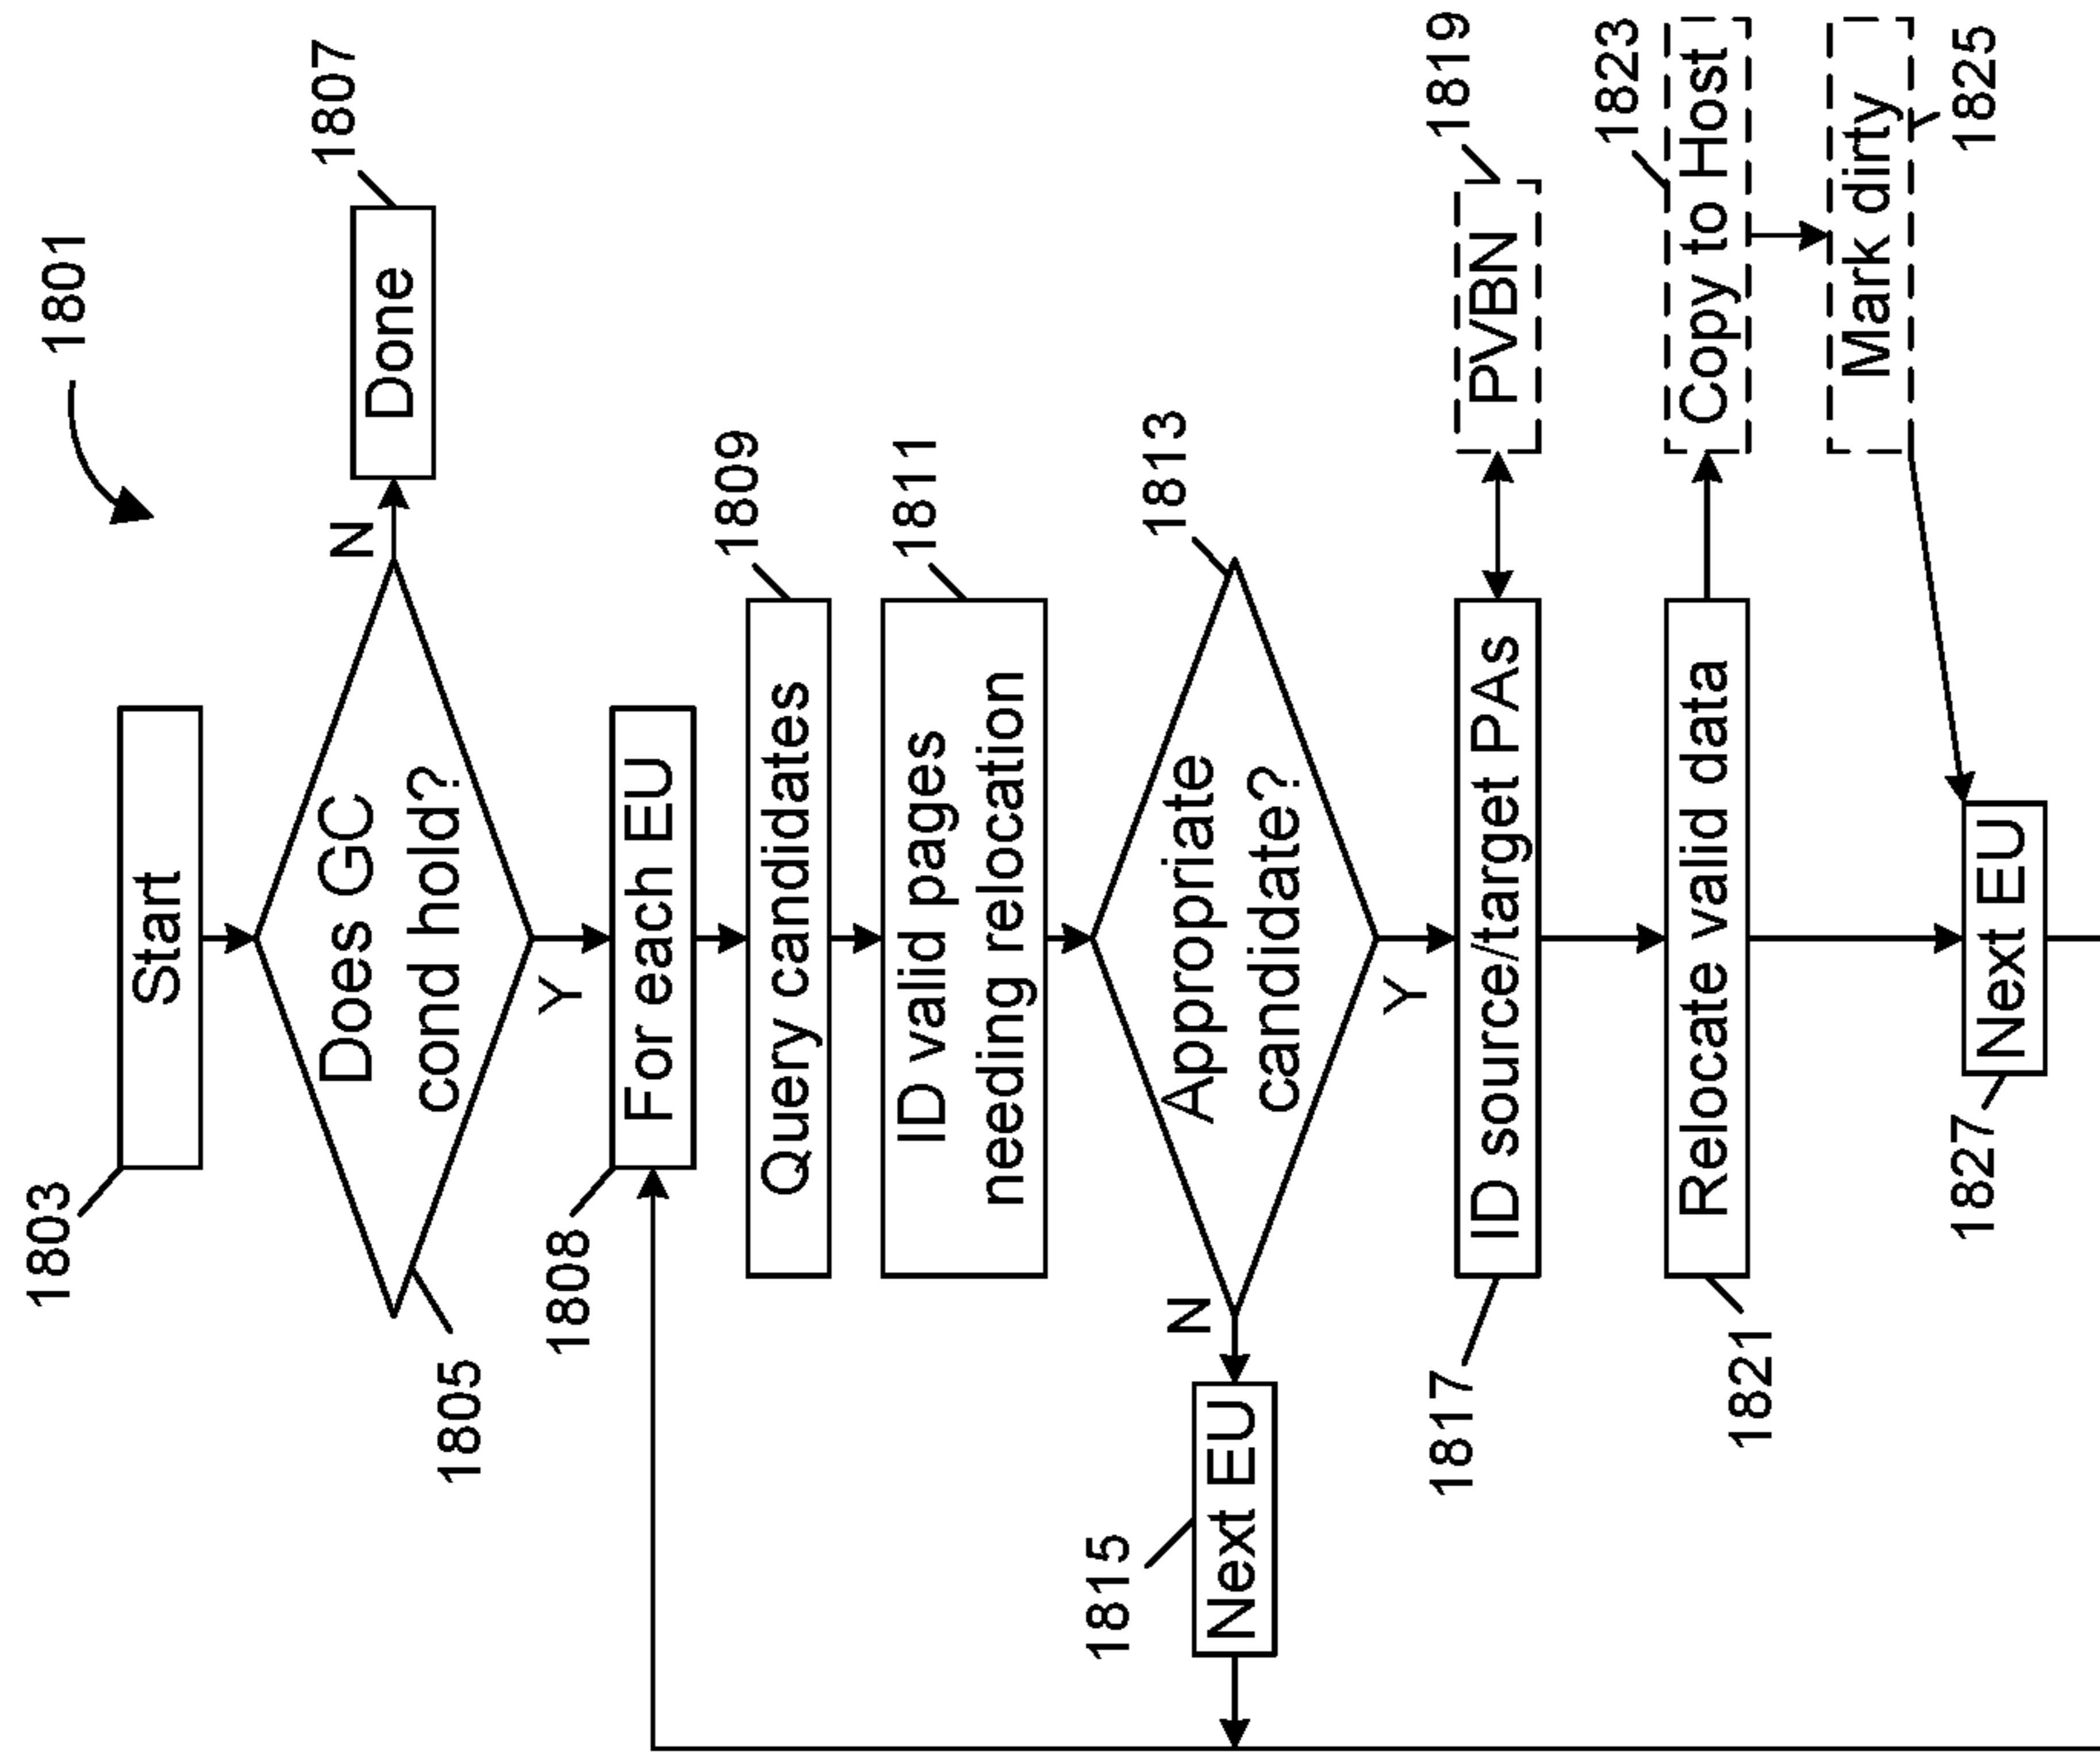 1801
1803
Start
1805
Does GC
cond hold?
N
Done
1807
Y
1808
For each EU
Query candidates
1809
ID valid pages
needing relocation
1811
Appropriate
candidate?
1813
N
Next EU
1815
Y
1817
ID source/target PAs
PVBN
1819
1821
Relocate valid data
Copy to Host
1823
Mark dirty
1825
1827
Next EU